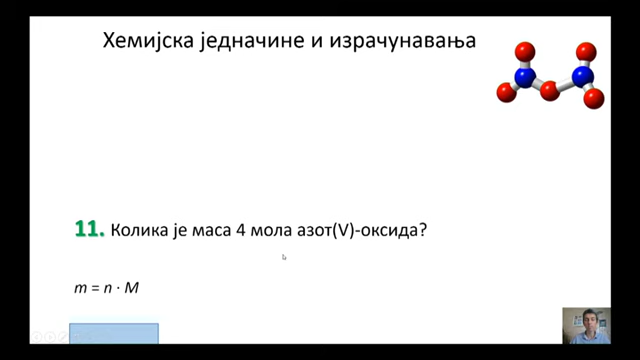 Хемијска једначине и израчунавања
11. Колика је маса 4 мола азот(V)-оксида?
m = n · M